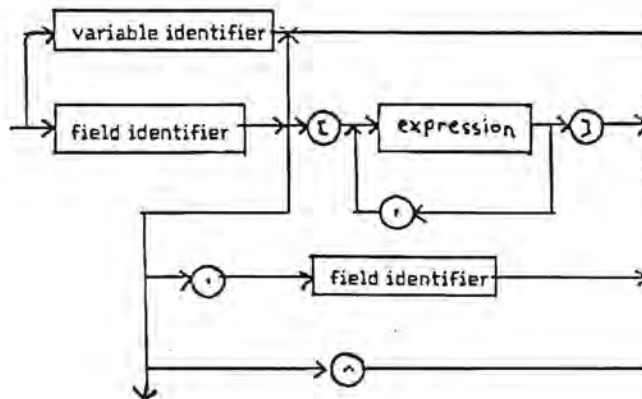 variable identifier
field identifier [ expression ]
,
. field identifier
^